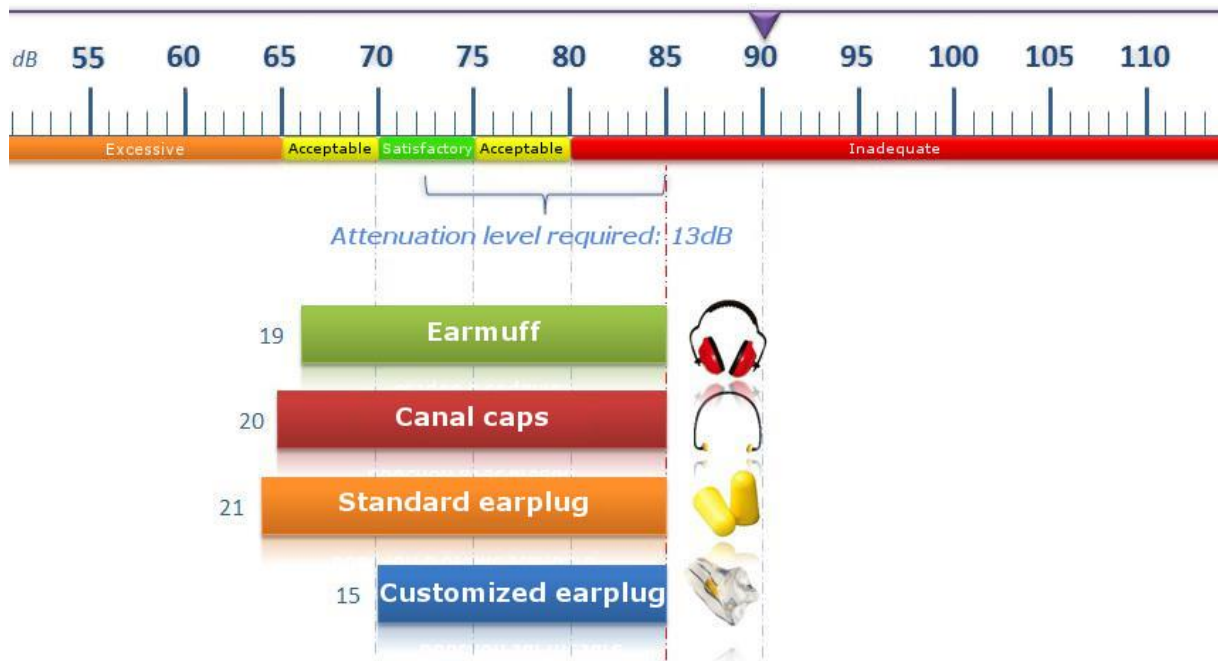 dB 55 60 65 70 75 80 85 90 95 100 105 110
Excessive Acceptable Satisfactory Acceptable Inadequate
Attenuation level required: 13dB
19 Earmuff
20 Canal caps
21 Standard earplug
15 Customized earplug